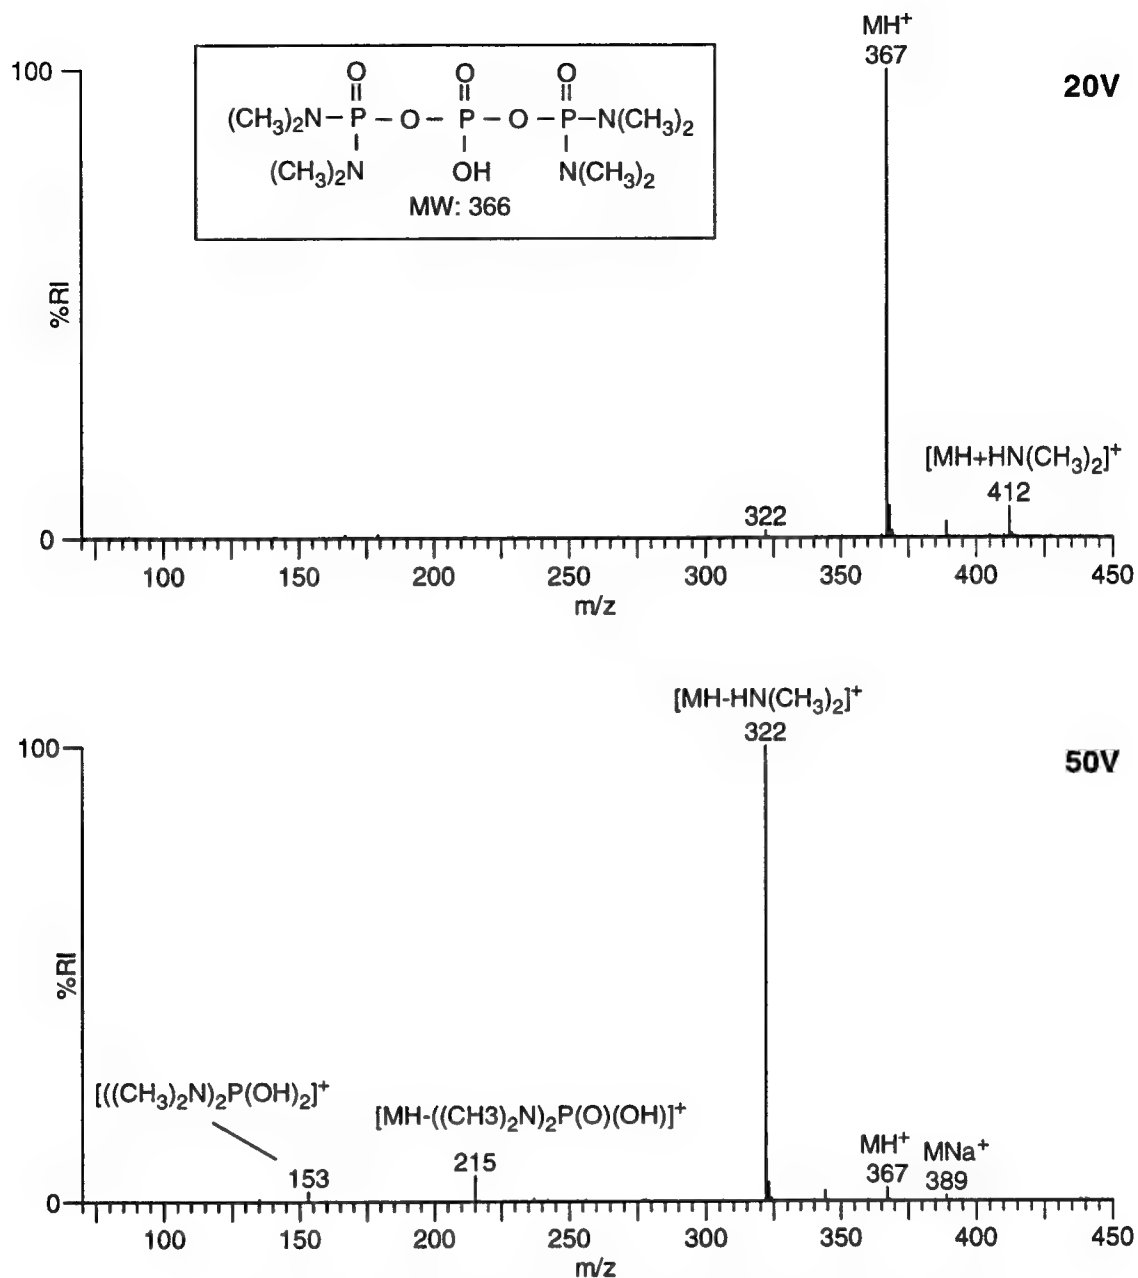 MH+
367
100
20V
O O O
(CH3)2N–P–O–P–O–P–N(CH3)2
(CH3)2N OH N(CH3)2
MW: 366
%RI
[MH+HN(CH3)2]+
412
322
0
100 150 200 250 300 350 400 450
m/z
[MH-HN(CH3)2]+
322
100
50V
%RI
[((CH3)2N)2P(OH)2]+
[MH-((CH3)2N)2P(O)(OH)]+
153
215
MH+
367
MNa+
389
0
100 150 200 250 300 350 400 450
m/z